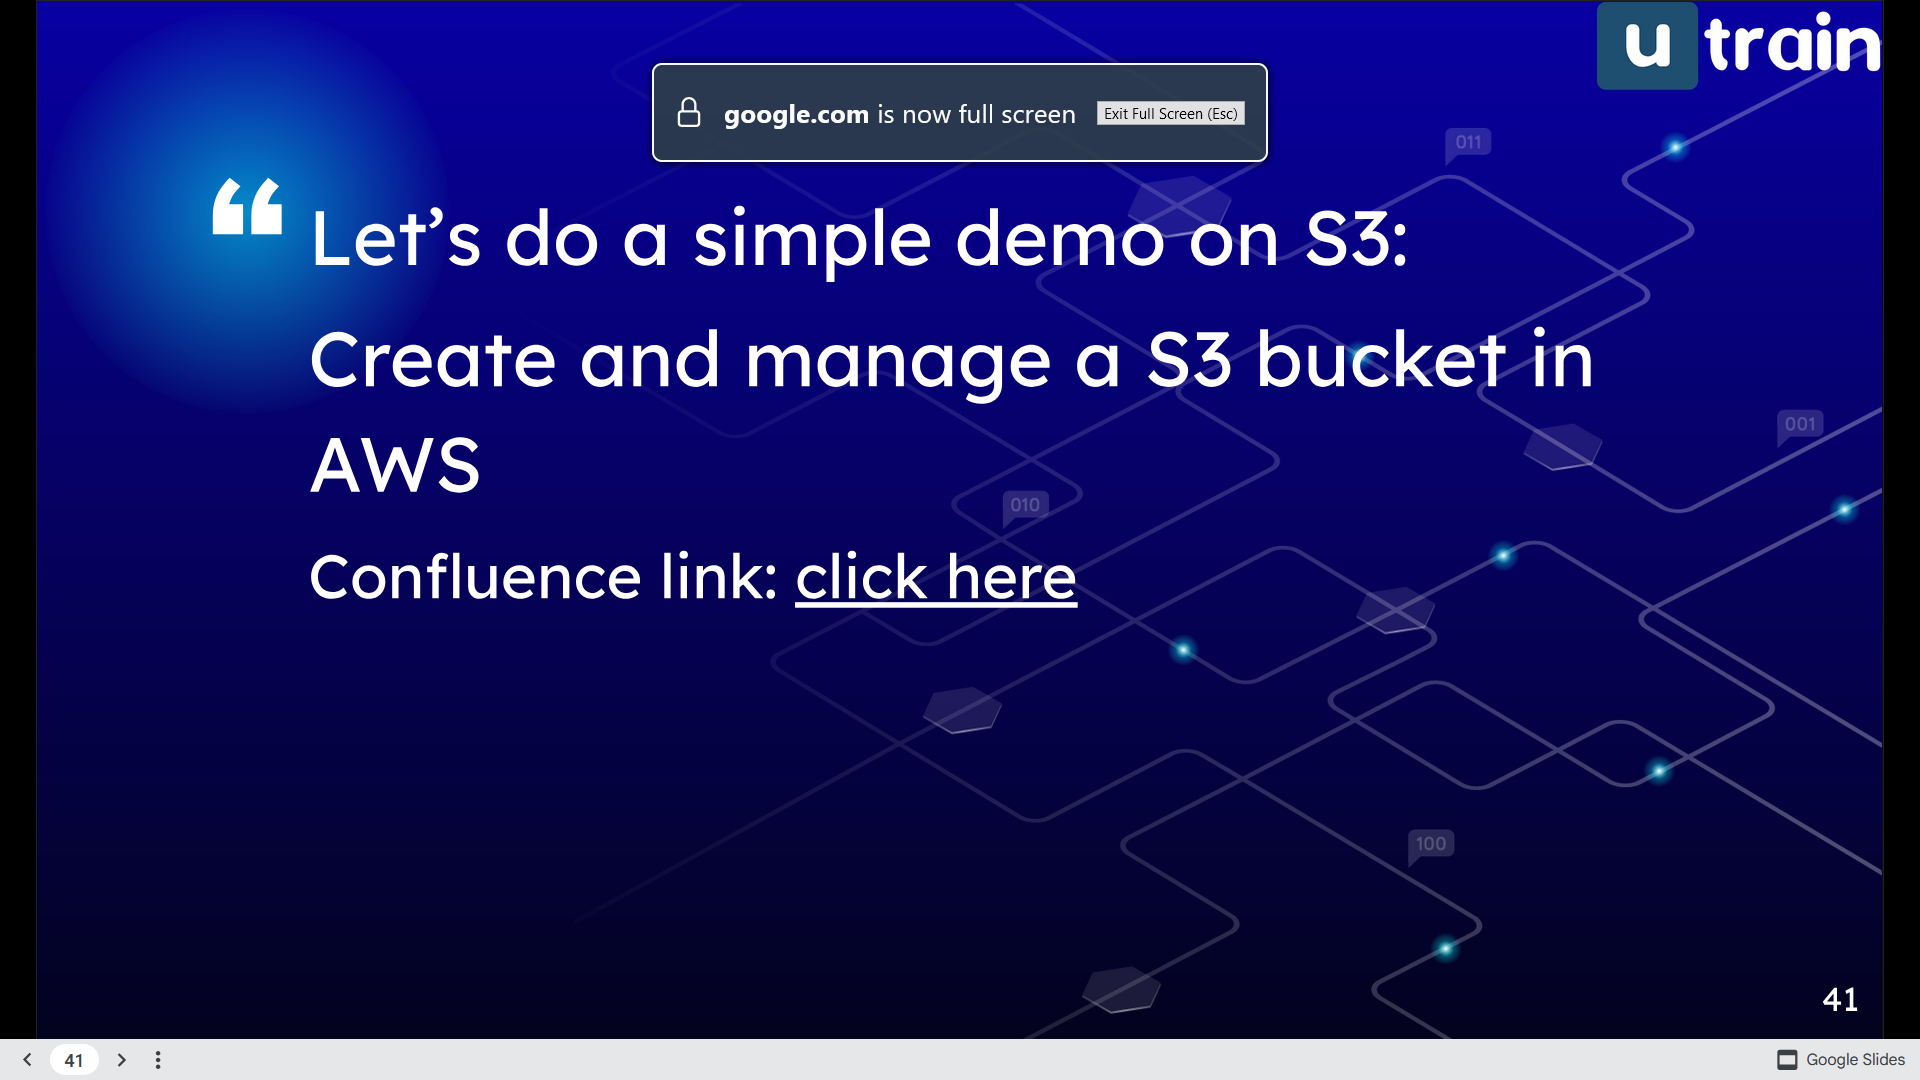 u train
google.com is now full screen Exit Full Screen (Esc)
011
“ Let’s do a simple demo on S3:
Create and manage a S3 bucket in
AWS
001
010
Confluence link: click here
100
41
41
Google Slides